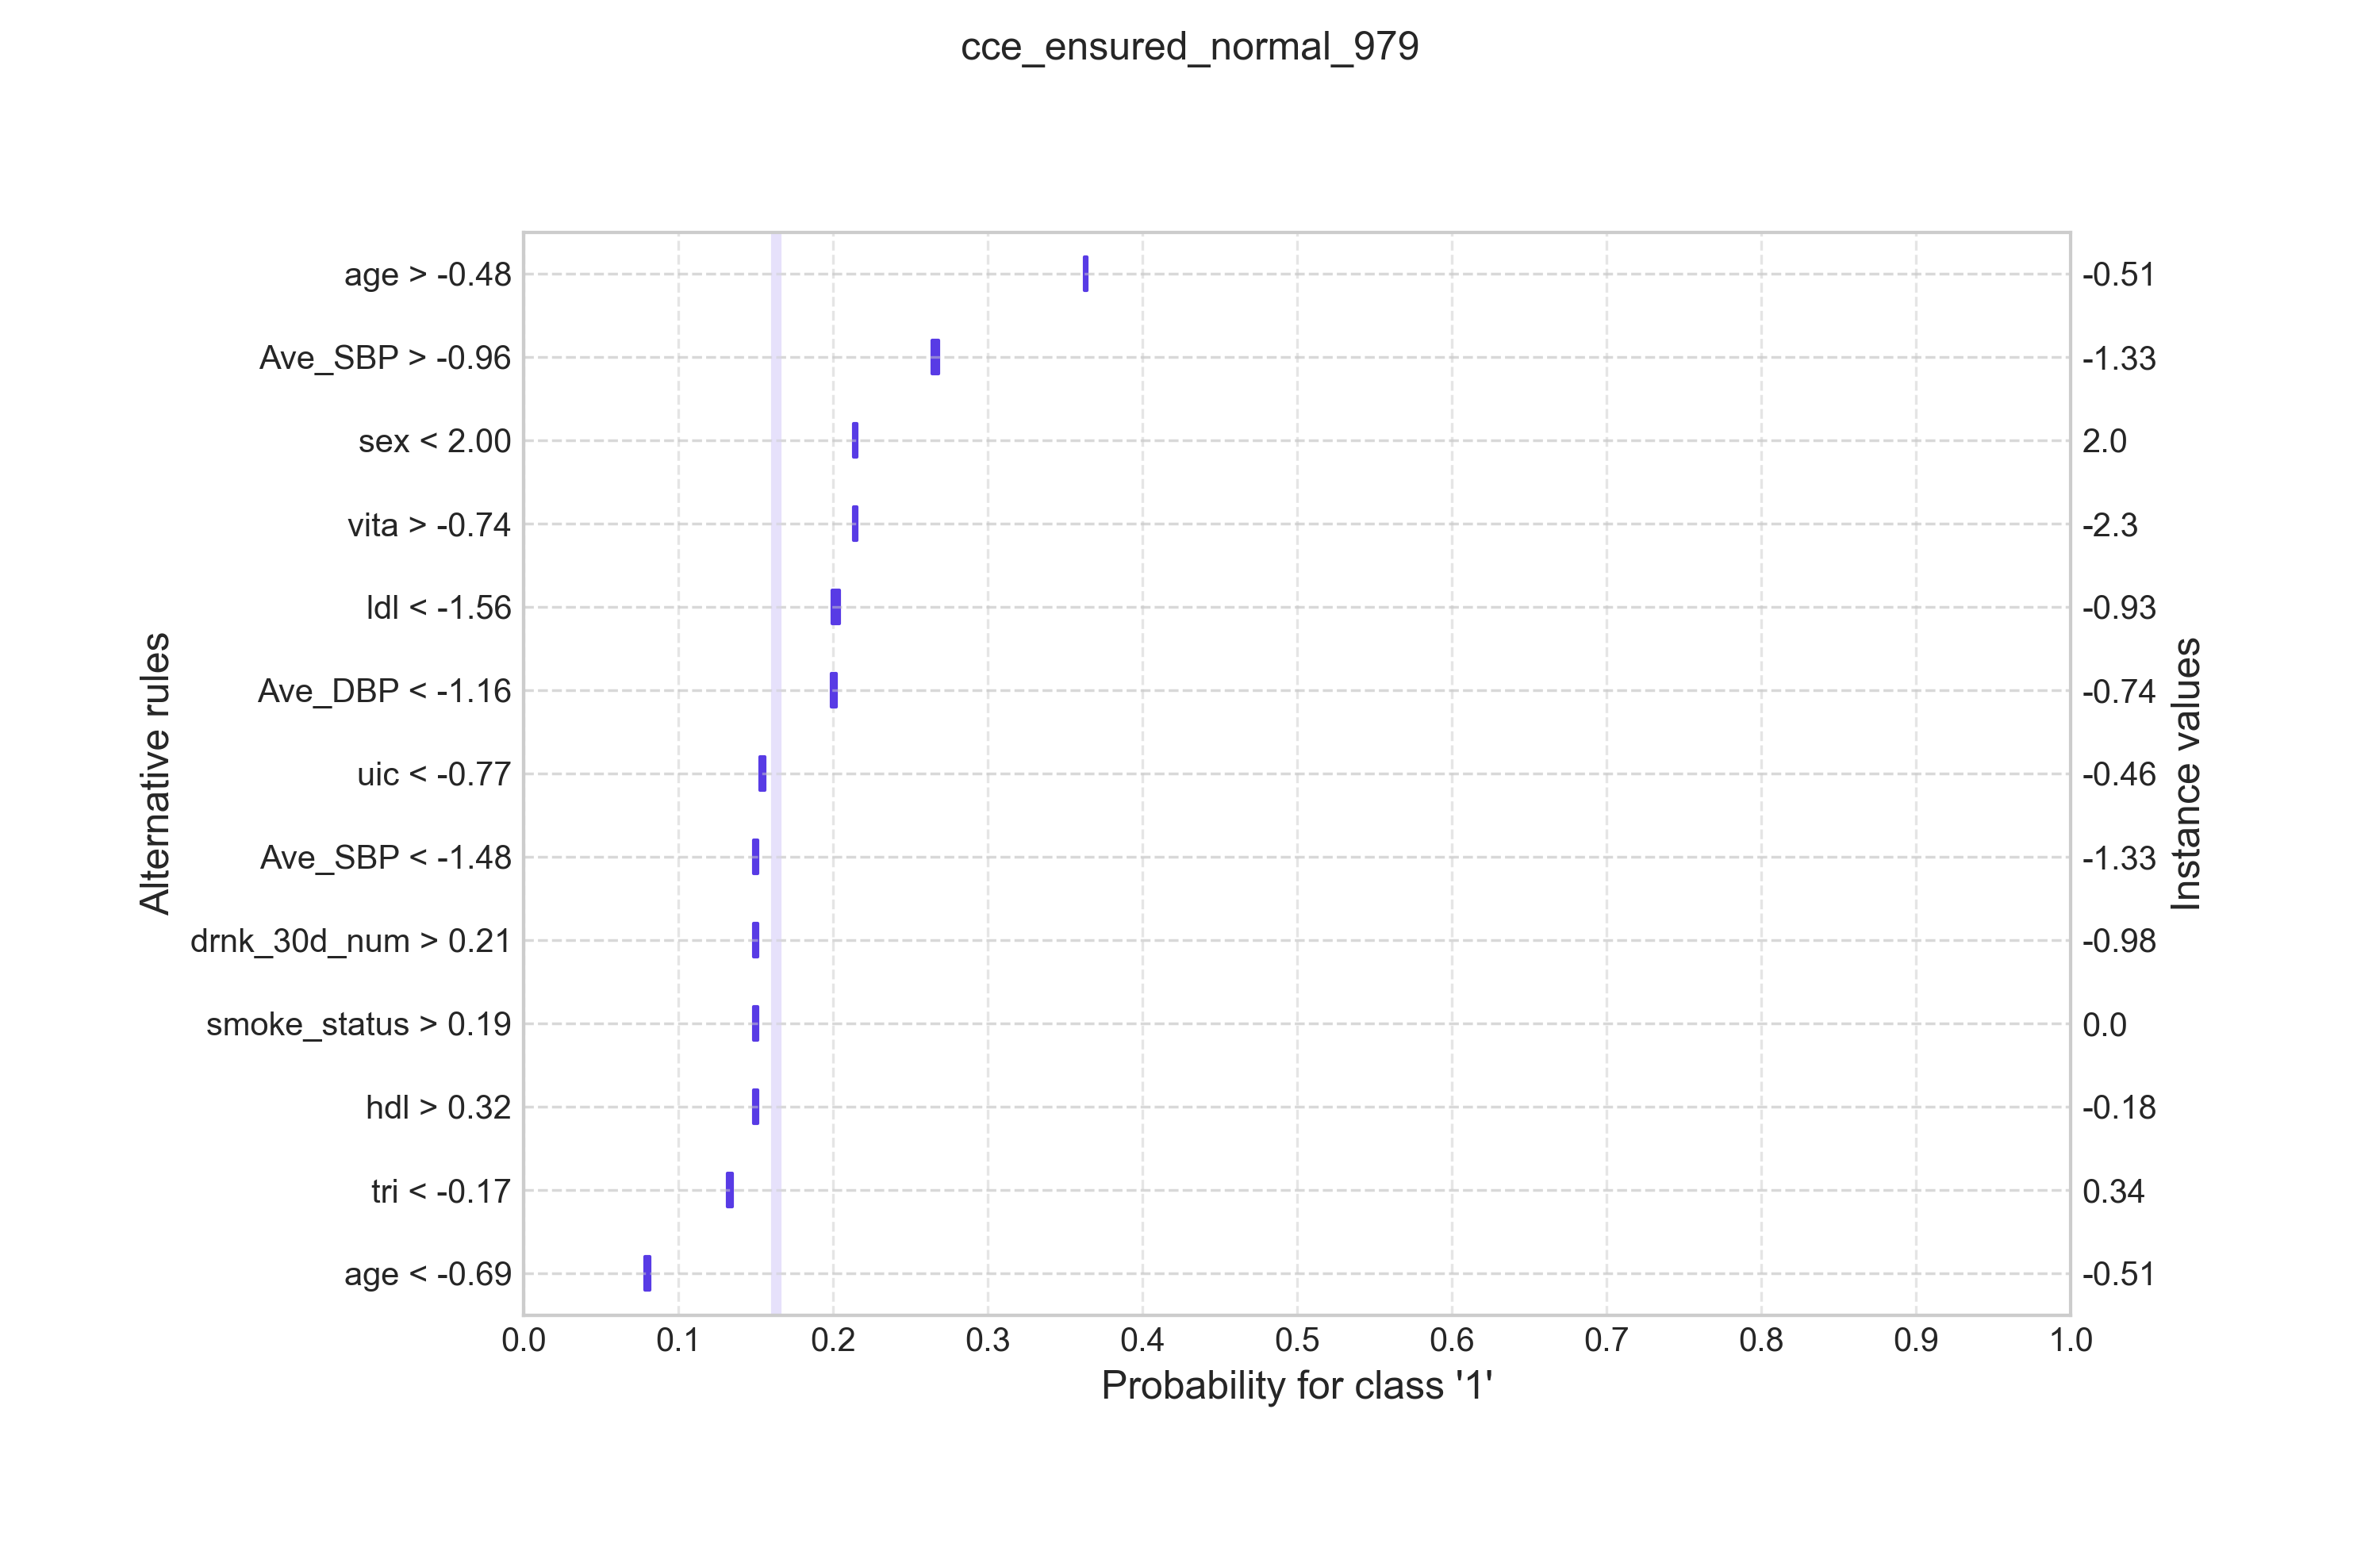 cce_ensured_normal_979
age > -0.48
-0.51
Ave_SBP > -0.96
-1.33
sex < 2.00
2.0
vita > -0.74
-2.3
ldl < -1.56
-0.93
Ave_DBP < -1.16
-0.74
uic < -0.77
-0.46
Ave_SBP < -1.48
-1.33
drnk_30d_num > 0.21
-0.98
smoke_status > 0.19
0.0
hdl > 0.32
-0.18
tri < -0.17
0.34
age < -0.69
-0.51
Alternative rules
Instance values
0.0 0.1 0.2 0.3 0.4 0.5 0.6 0.7 0.8 0.9 1.0
Probability for class '1'